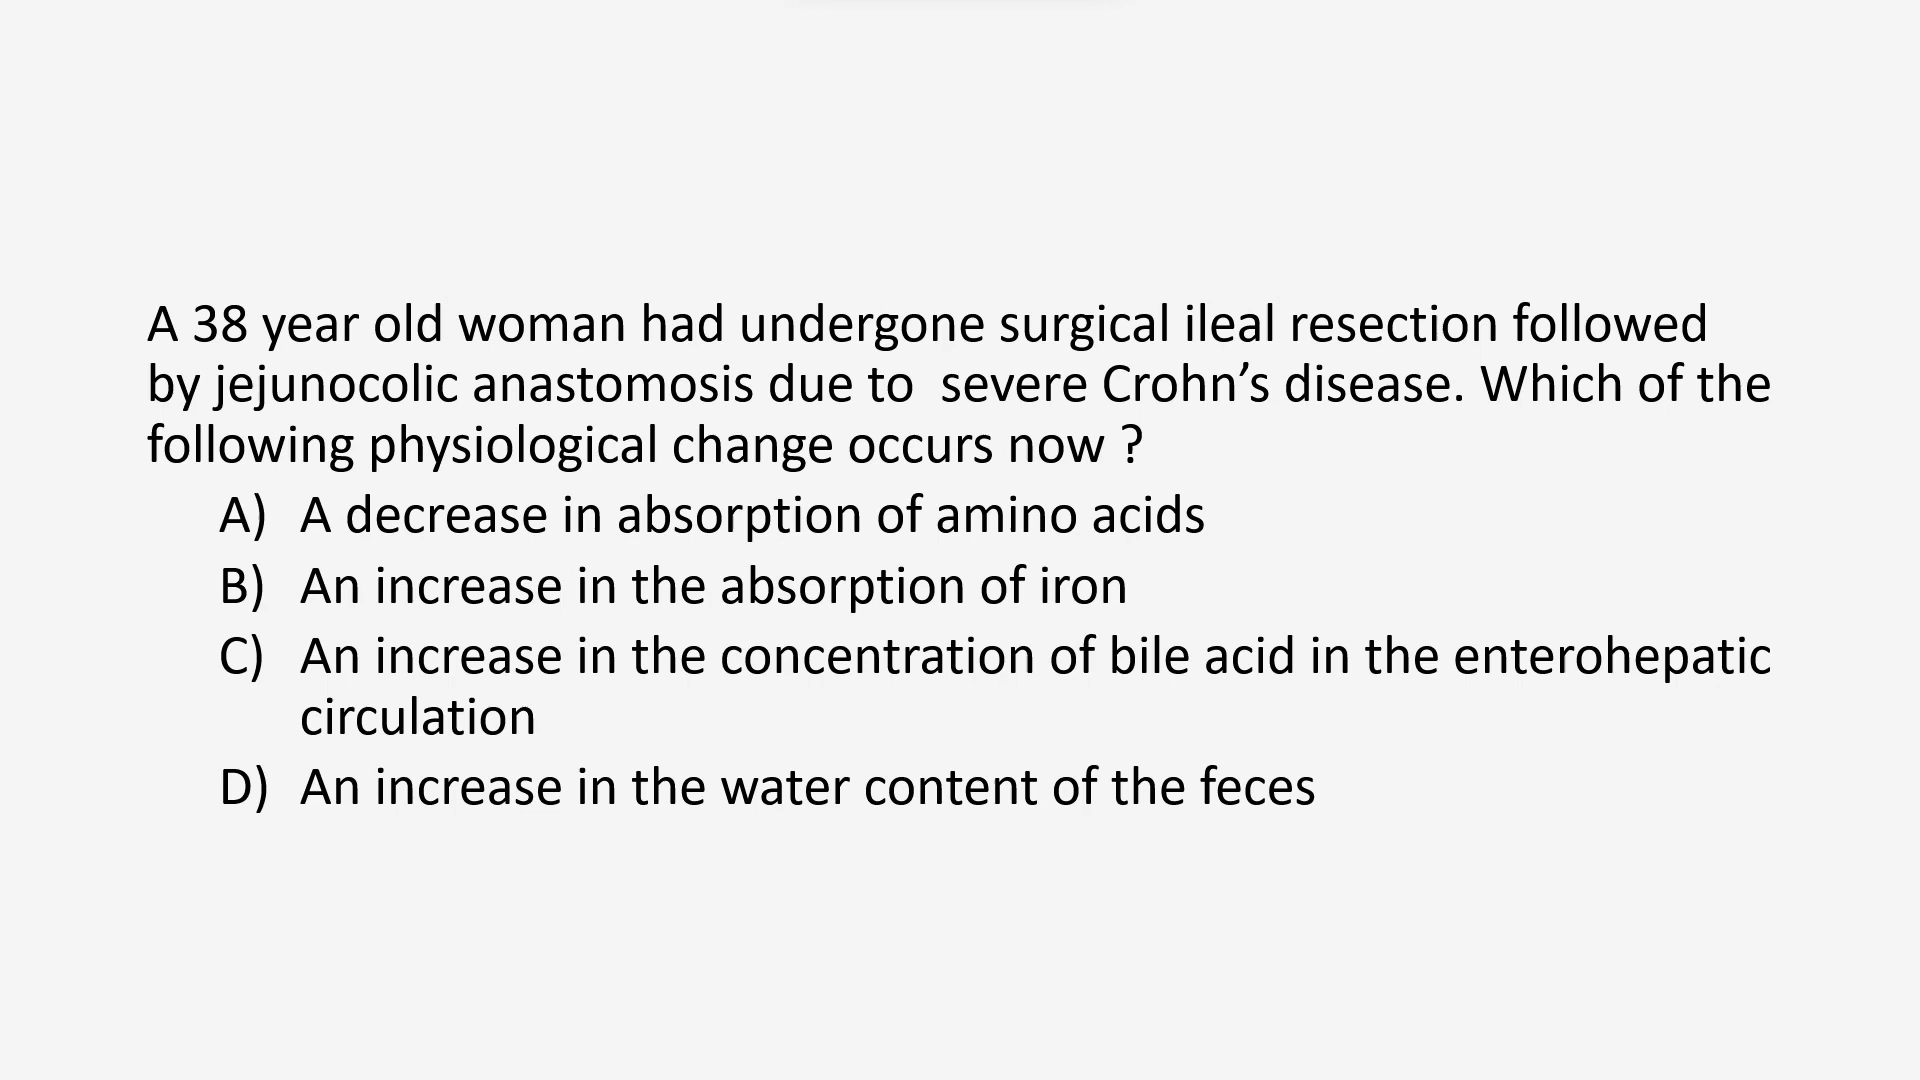 A 38 year old woman had undergone surgical ileal resection followed
by jejunocolic anastomosis due to  severe Crohn’s disease. Which of the
following physiological change occurs now ?
A) A decrease in absorption of amino acids
B) An increase in the absorption of iron
C) An increase in the concentration of bile acid in the enterohepatic
circulation
D) An increase in the water content of the feces